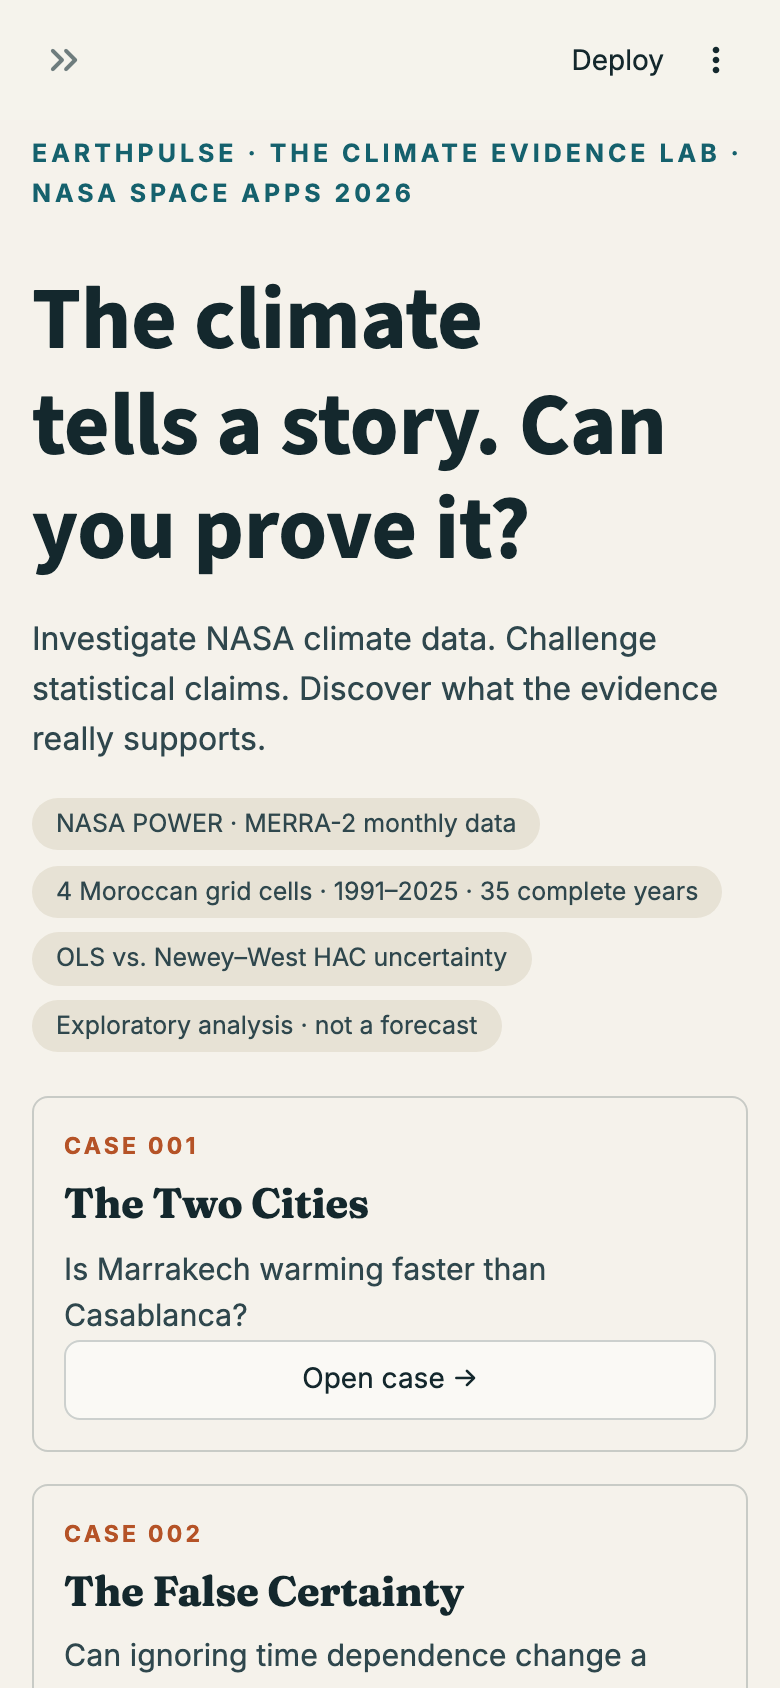 Deploy
EARTHPULSE · THE CLIMATE EVIDENCE LAB ·
NASA SPACE APPS 2026
The climate
tells a story. Can
you prove it?
Investigate NASA climate data. Challenge
statistical claims. Discover what the evidence
really supports.
NASA POWER · MERRA-2 monthly data
4 Moroccan grid cells · 1991–2025 · 35 complete years
OLS vs. Newey–West HAC uncertainty
Exploratory analysis · not a forecast
CASE 001
The Two Cities
Is Marrakech warming faster than
Casablanca?
Open case →
CASE 002
The False Certainty
Can ignoring time dependence change a